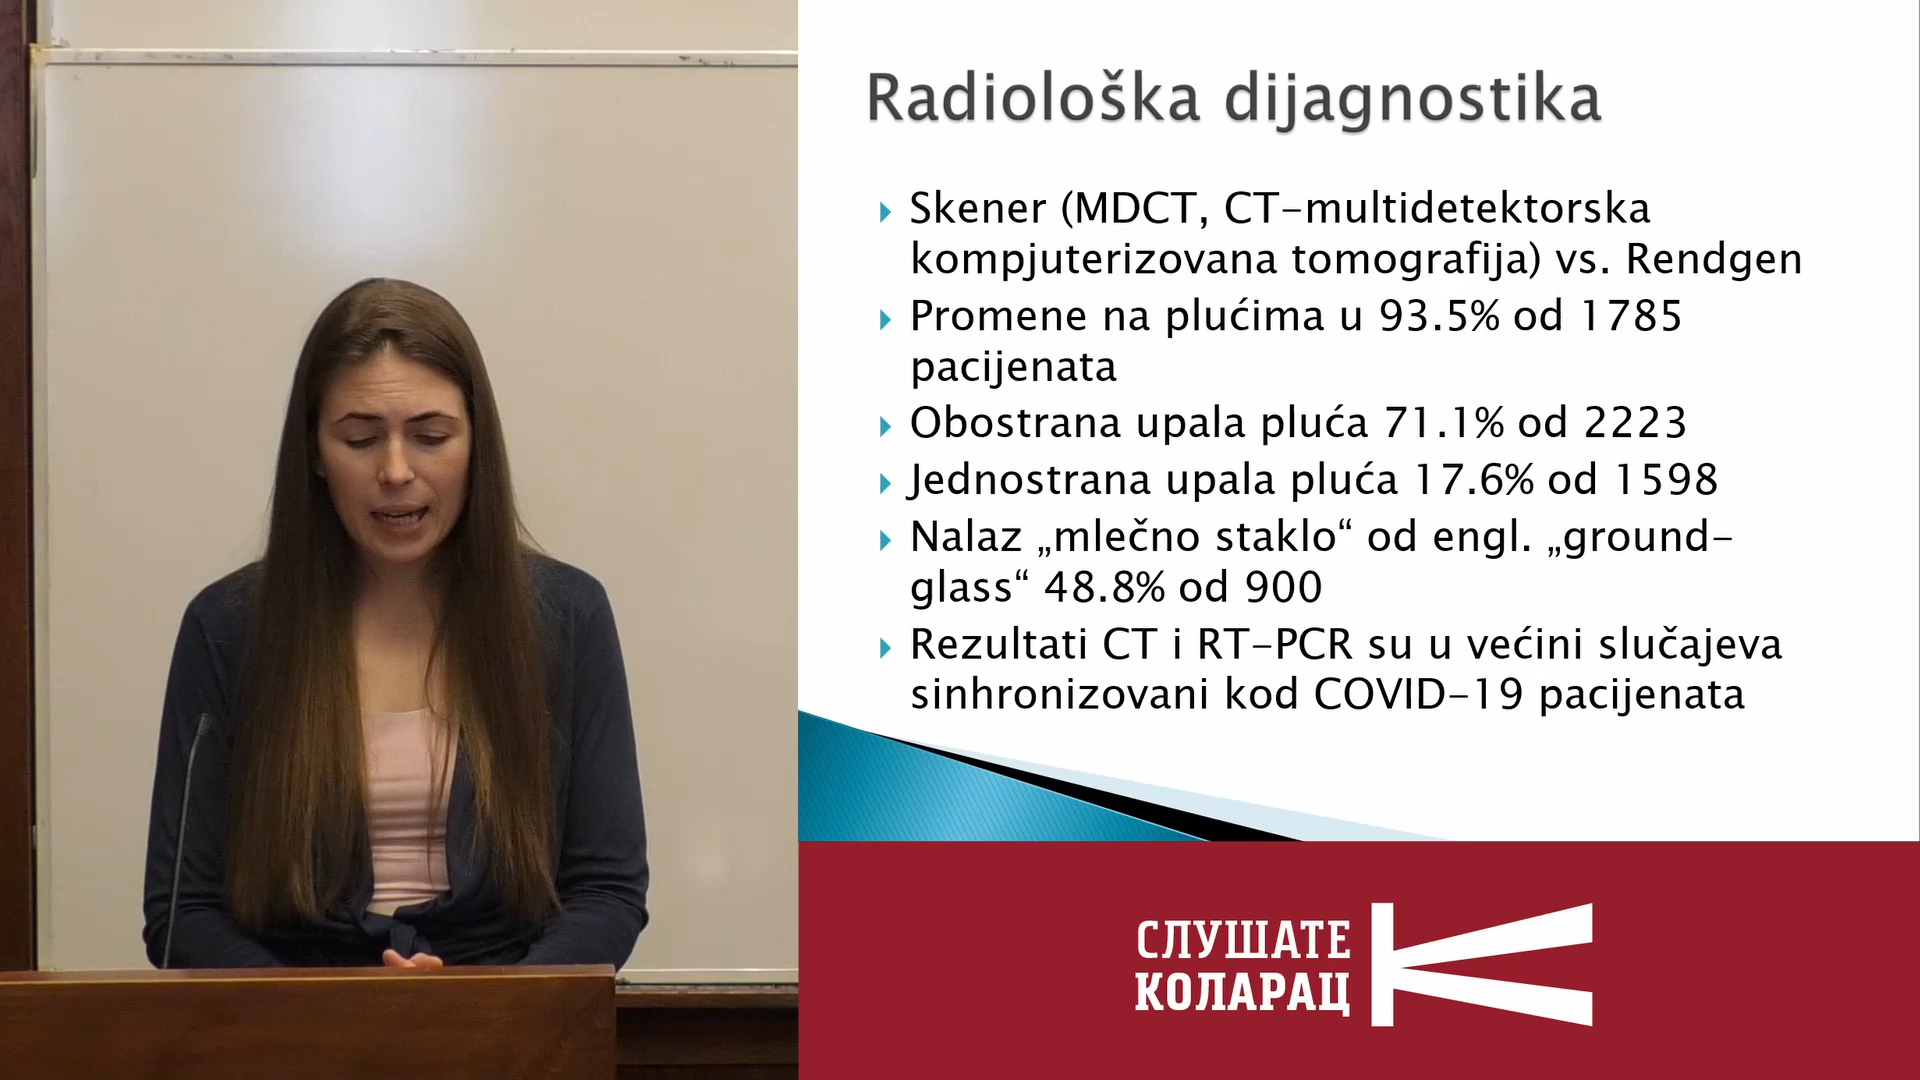 Radiološka dijagnostika
Skener (MDCT, CT-multidetektorska
kompjuterizovana tomografija) vs. Rendgen
Promene na plućima u 93.5% od 1785
pacijenata
Obostrana upala pluća 71.1% od 2223
Jednostrana upala pluća 17.6% od 1598
Nalaz „mlečno staklo“ od engl. „ground-
glass“ 48.8% od 900
Rezultati CT i RT-PCR su u većini slučajeva
sinhronizovani kod COVID-19 pacijenata
СЛУШАТЕ
КОЛАРАЦ